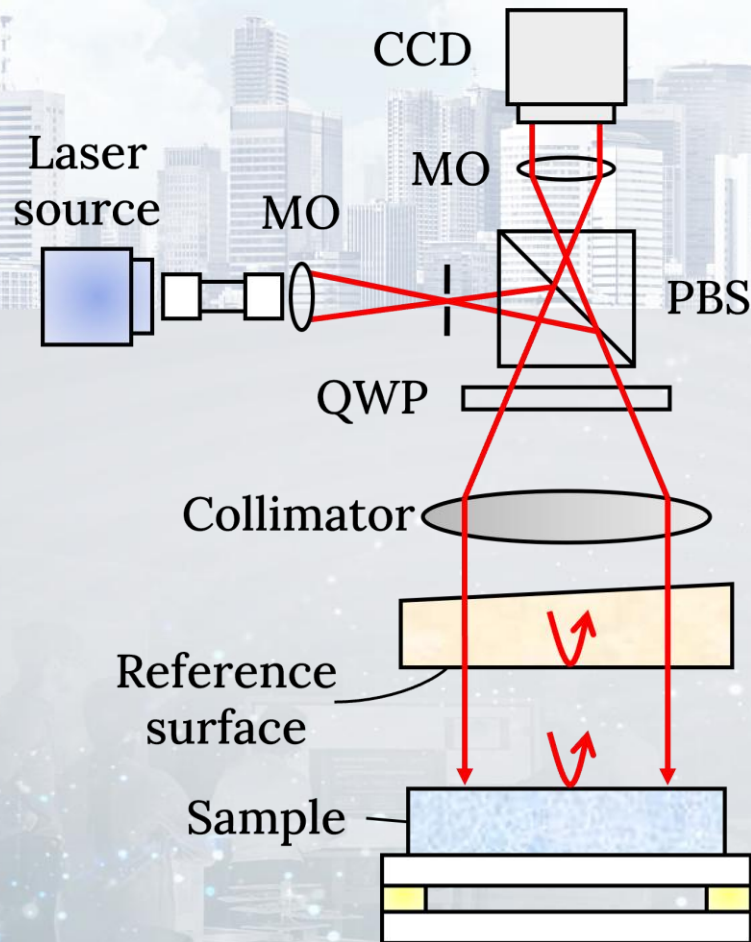 CCD
Laser
source
MO
MO
PBS
QWP
Collimator
Reference
surface
Sample